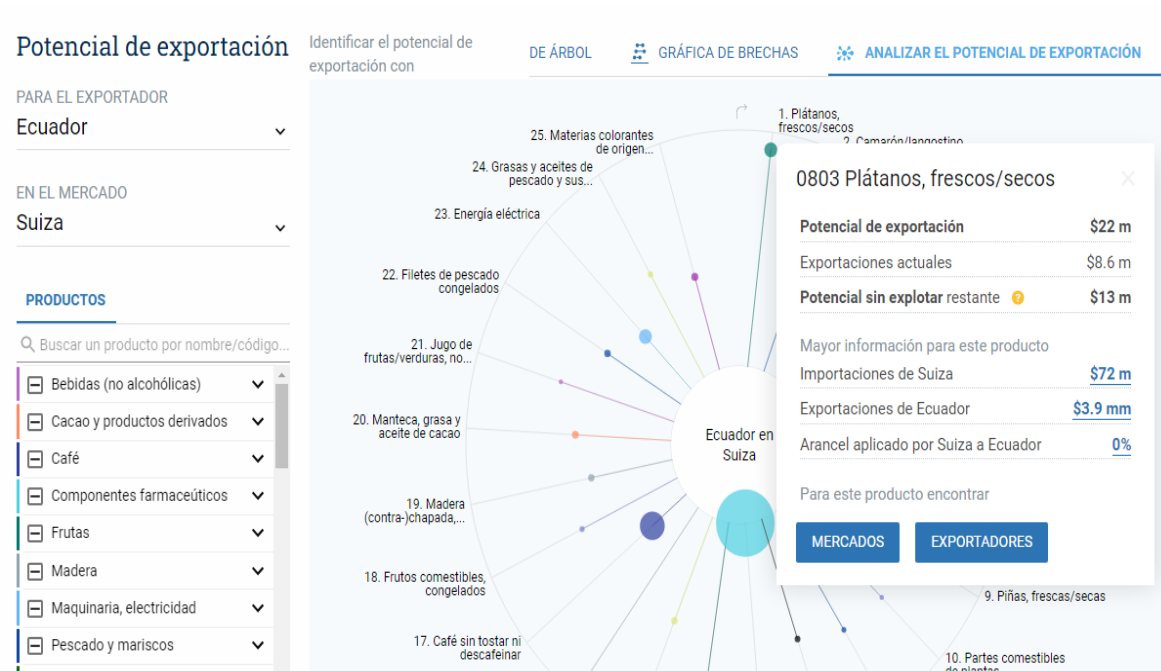 Potencial de exportación
Identificar el potencial de
exportación con
DE ÁRBOL
GRÁFICA DE BRECHAS
ANALIZAR EL POTENCIAL DE EXPORTACIÓN
PARA EL EXPORTADOR
Ecuador
EN EL MERCADO
Suiza
PRODUCTOS
Buscar un producto por nombre/código...
Bebidas (no alcohólicas)
Cacao y productos derivados
Café
Componentes farmaceúticos
Frutas
Madera
Maquinaria, electricidad
Pescado y mariscos
1. Plátanos,
frescos/secos
2. Camarón/langostino
25. Materias colorantes
de origen...
24. Grasas y aceites de
pescado y sus...
23. Energía eléctrica
22. Filetes de pescado
congelados
21. Jugo de
frutas/verduras, no...
20. Manteca, grasa y
aceite de cacao
19. Madera
(contra-)chapada,...
18. Frutos comestibles,
congelados
17. Café sin tostar ni
descafeinar
Ecuador en
Suiza
0803 Plátanos, frescos/secos
Potencial de exportación $22 m
Exportaciones actuales $8.6 m
Potencial sin explotar restante ? $13 m
Mayor información para este producto
Importaciones de Suiza $72 m
Exportaciones de Ecuador $3.9 mm
Arancel aplicado por Suiza a Ecuador 0%
Para este producto encontrar
MERCADOS
EXPORTADORES
9. Piñas, frescas/secas
10. Partes comestibles
de plantas